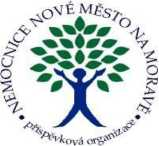 NEMOCNICE NOVÉ MĚSTO NA MORAVĚ
příspěvková organizace